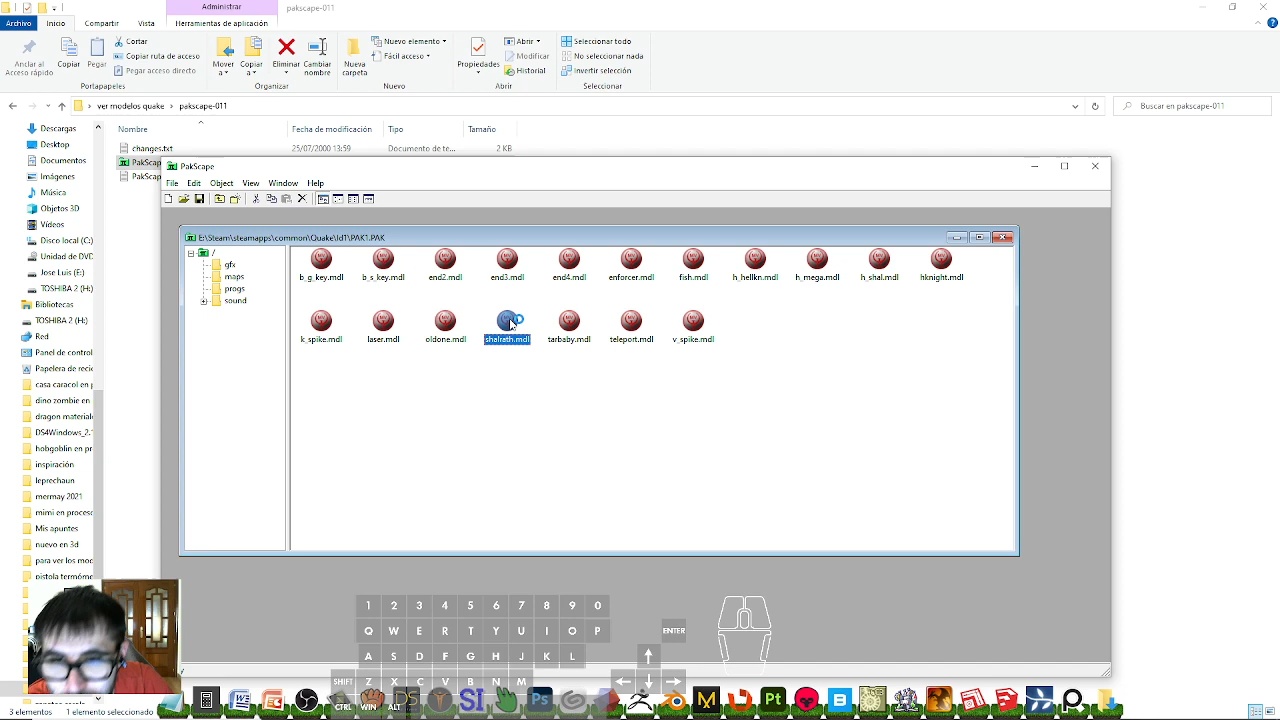 Administrar
pakscape-011
Archivo
Inicio
Compartir
Vista
Herramientas de aplicación
Anclar al
Acceso rápido
Copiar
Pegar
Cortar
Copiar ruta de acceso
Pegar acceso directo
Portapapeles
Mover
a
Copiar
a
Eliminar
Cambiar
nombre
Organizar
Nueva
carpeta
Nuevo elemento
Fácil acceso
Nuevo
Propiedades
Abrir
Modificar
Historial
Abrir
Seleccionar todo
No seleccionar nada
Invertir selección
Seleccionar
ver modelos quake
pakscape-011
Buscar en pakscape-011
Nombre
Fecha de modificación
Tipo
Tamaño
changes.txt
25/07/2000 13:59
Documento de te...
2 KB
PakScap
PakScap
Descargas
Desktop
Documentos
Imágenes
Música
Objetos 3D
Vídeos
Disco local (C:)
Unidad de DVD
Jose Luis (E:)
TOSHIBA 2 (H:)
Bibliotecas
TOSHIBA 2 (H:)
Red
Panel de control
Papelera de recic
casa caracol en p
dino zombie en
dragon material
DS4Windows_2.
hobgoblin en pr
inspiración
leprechaun
mermay 2021
mimi en proceso
Mis apuntes
nuevo en 3d
para ver los mod
pistola termóme
PakScape
File
Edit
Object
View
Window
Help
E:\Steam\steamapps\common\Quake\Id1\PAK1.PAK
/
gfx
maps
progs
sound
b_g_key.mdl
b_s_key.mdl
end2.mdl
end3.mdl
end4.mdl
enforcer.mdl
fish.mdl
h_hellkn.mdl
h_mega.mdl
h_shal.mdl
hknight.mdl
k_spike.mdl
laser.mdl
oldone.mdl
shalrath.mdl
tarbaby.mdl
teleport.mdl
v_spike.mdl
1 2 3 4 5 6 7 8 9 0
Q W E R T Y U I O P
ENTER
A S D F G H J K L
SHIFT Z X C V B N M
CTRL WIN ALT
3 elementos
1 elemento seleccionado